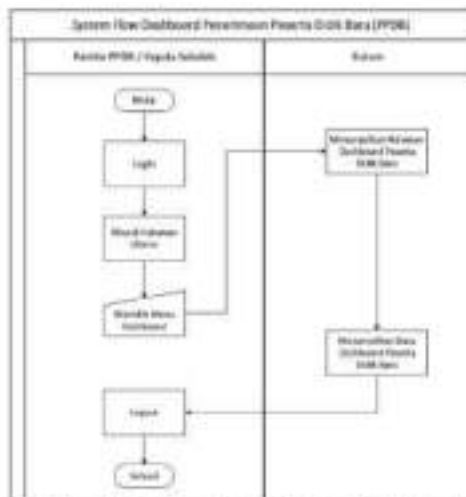 System Flow Dashboard Penerimaan Peserta Didik Baru (PPDB)
Panitia PPDB / Kepala Sekolah
Sistem
Mulai
Login
Masuk Halaman
Utama
Memilih Menu
Dashboard
Menampilkan Halaman
Dashboard Peserta
Didik Baru
Menampilkan Data
Dashboard Peserta
Didik Baru
Logout
Selesai